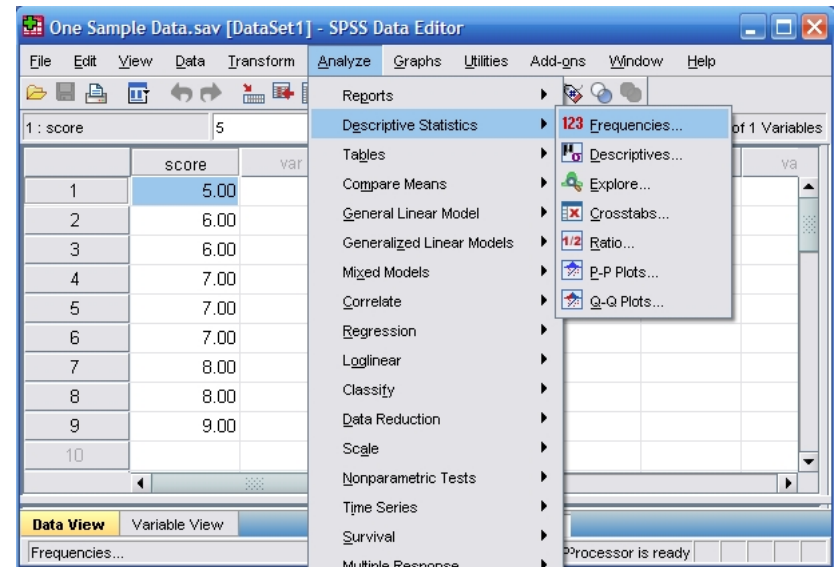 One Sample Data.sav [DataSet1] - SPSS Data Editor
File Edit View Data Transform Analyze Graphs Utilities Add-ons Window Help
1 : score 5 of 1 Variables
score var va
1 5.00
2 6.00
3 6.00
4 7.00
5 7.00
6 7.00
7 8.00
8 8.00
9 9.00
10
Reports
Descriptive Statistics
Tables
Compare Means
General Linear Model
Generalized Linear Models
Mixed Models
Correlate
Regression
Loglinear
Classify
Data Reduction
Scale
Nonparametric Tests
Time Series
Survival
Multiple Response
123 Frequencies...
Descriptives...
Explore...
Crosstabs...
1/2 Ratio...
P-P Plots...
Q-Q Plots...
Data View Variable View
Frequencies... Processor is ready